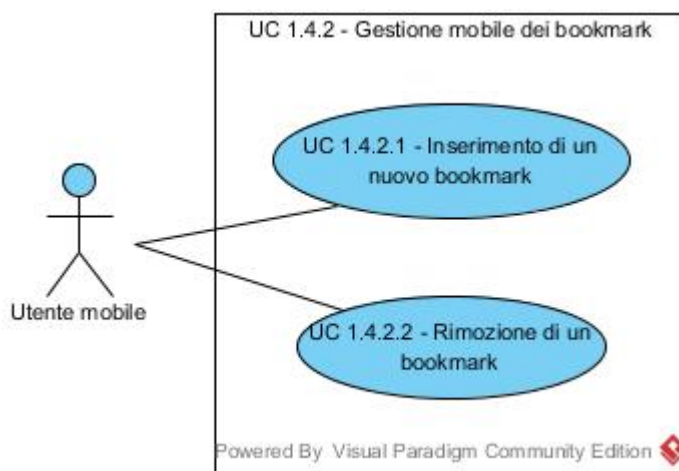 UC 1.4.2 - Gestione mobile dei bookmark
UC 1.4.2.1 - Inserimento di un
nuovo bookmark
Utente mobile
UC 1.4.2.2 - Rimozione di un
bookmark
Powered By Visual Paradigm Community Edition